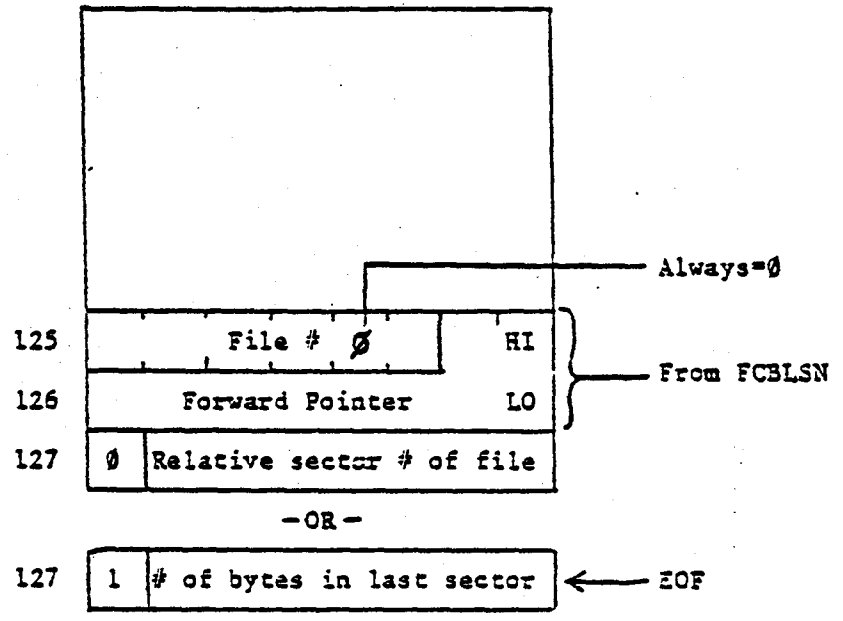 Always=Ø
125 File # Ø HI
From FCBLSN
126 Forward Pointer LO
127 Ø Relative sector # of file
-OR-
127 1 # of bytes in last sector EOF